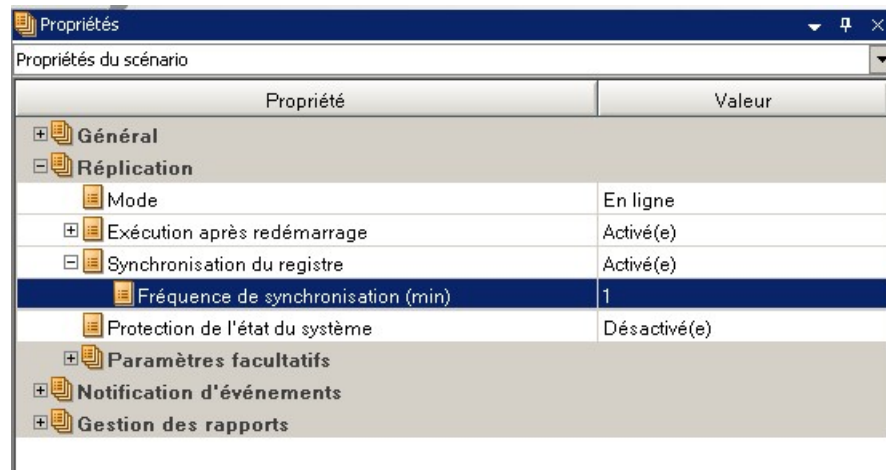 Propriétés
Propriétés du scénario
Propriété Valeur
Général
Réplication
Mode En ligne
Exécution après redémarrage Activé(e)
Synchronisation du registre Activé(e)
Fréquence de synchronisation (min) 1
Protection de l'état du système Désactivé(e)
Paramètres facultatifs
Notification d'événements
Gestion des rapports